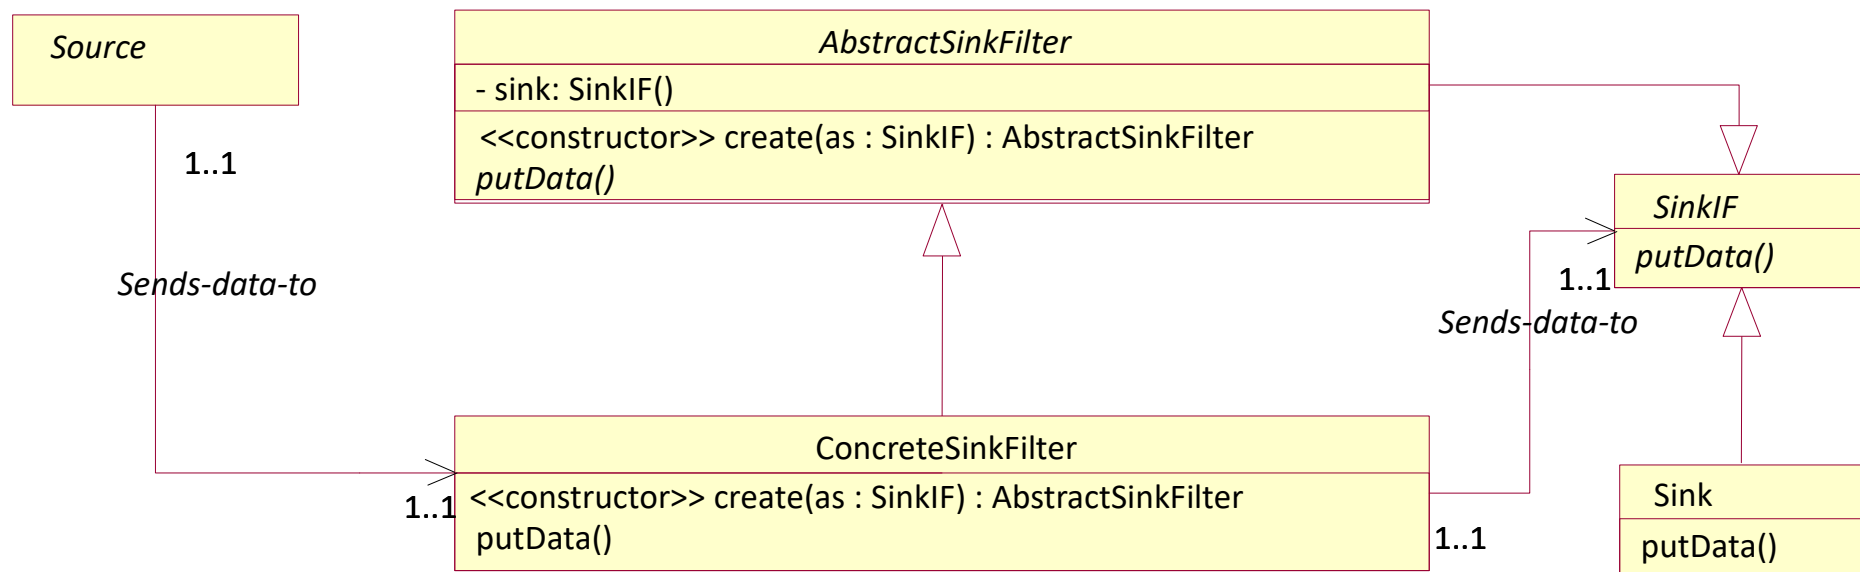 Source
1..1
Sends-data-to
1..1
AbstractSinkFilter
- sink: SinkIF()
<<constructor>> create(as : SinkIF) : AbstractSinkFilter
putData()
ConcreteSinkFilter
<<constructor>> create(as : SinkIF) : AbstractSinkFilter
putData()
1..1
Sends-data-to
1..1
SinkIF
putData()
Sink
putData()